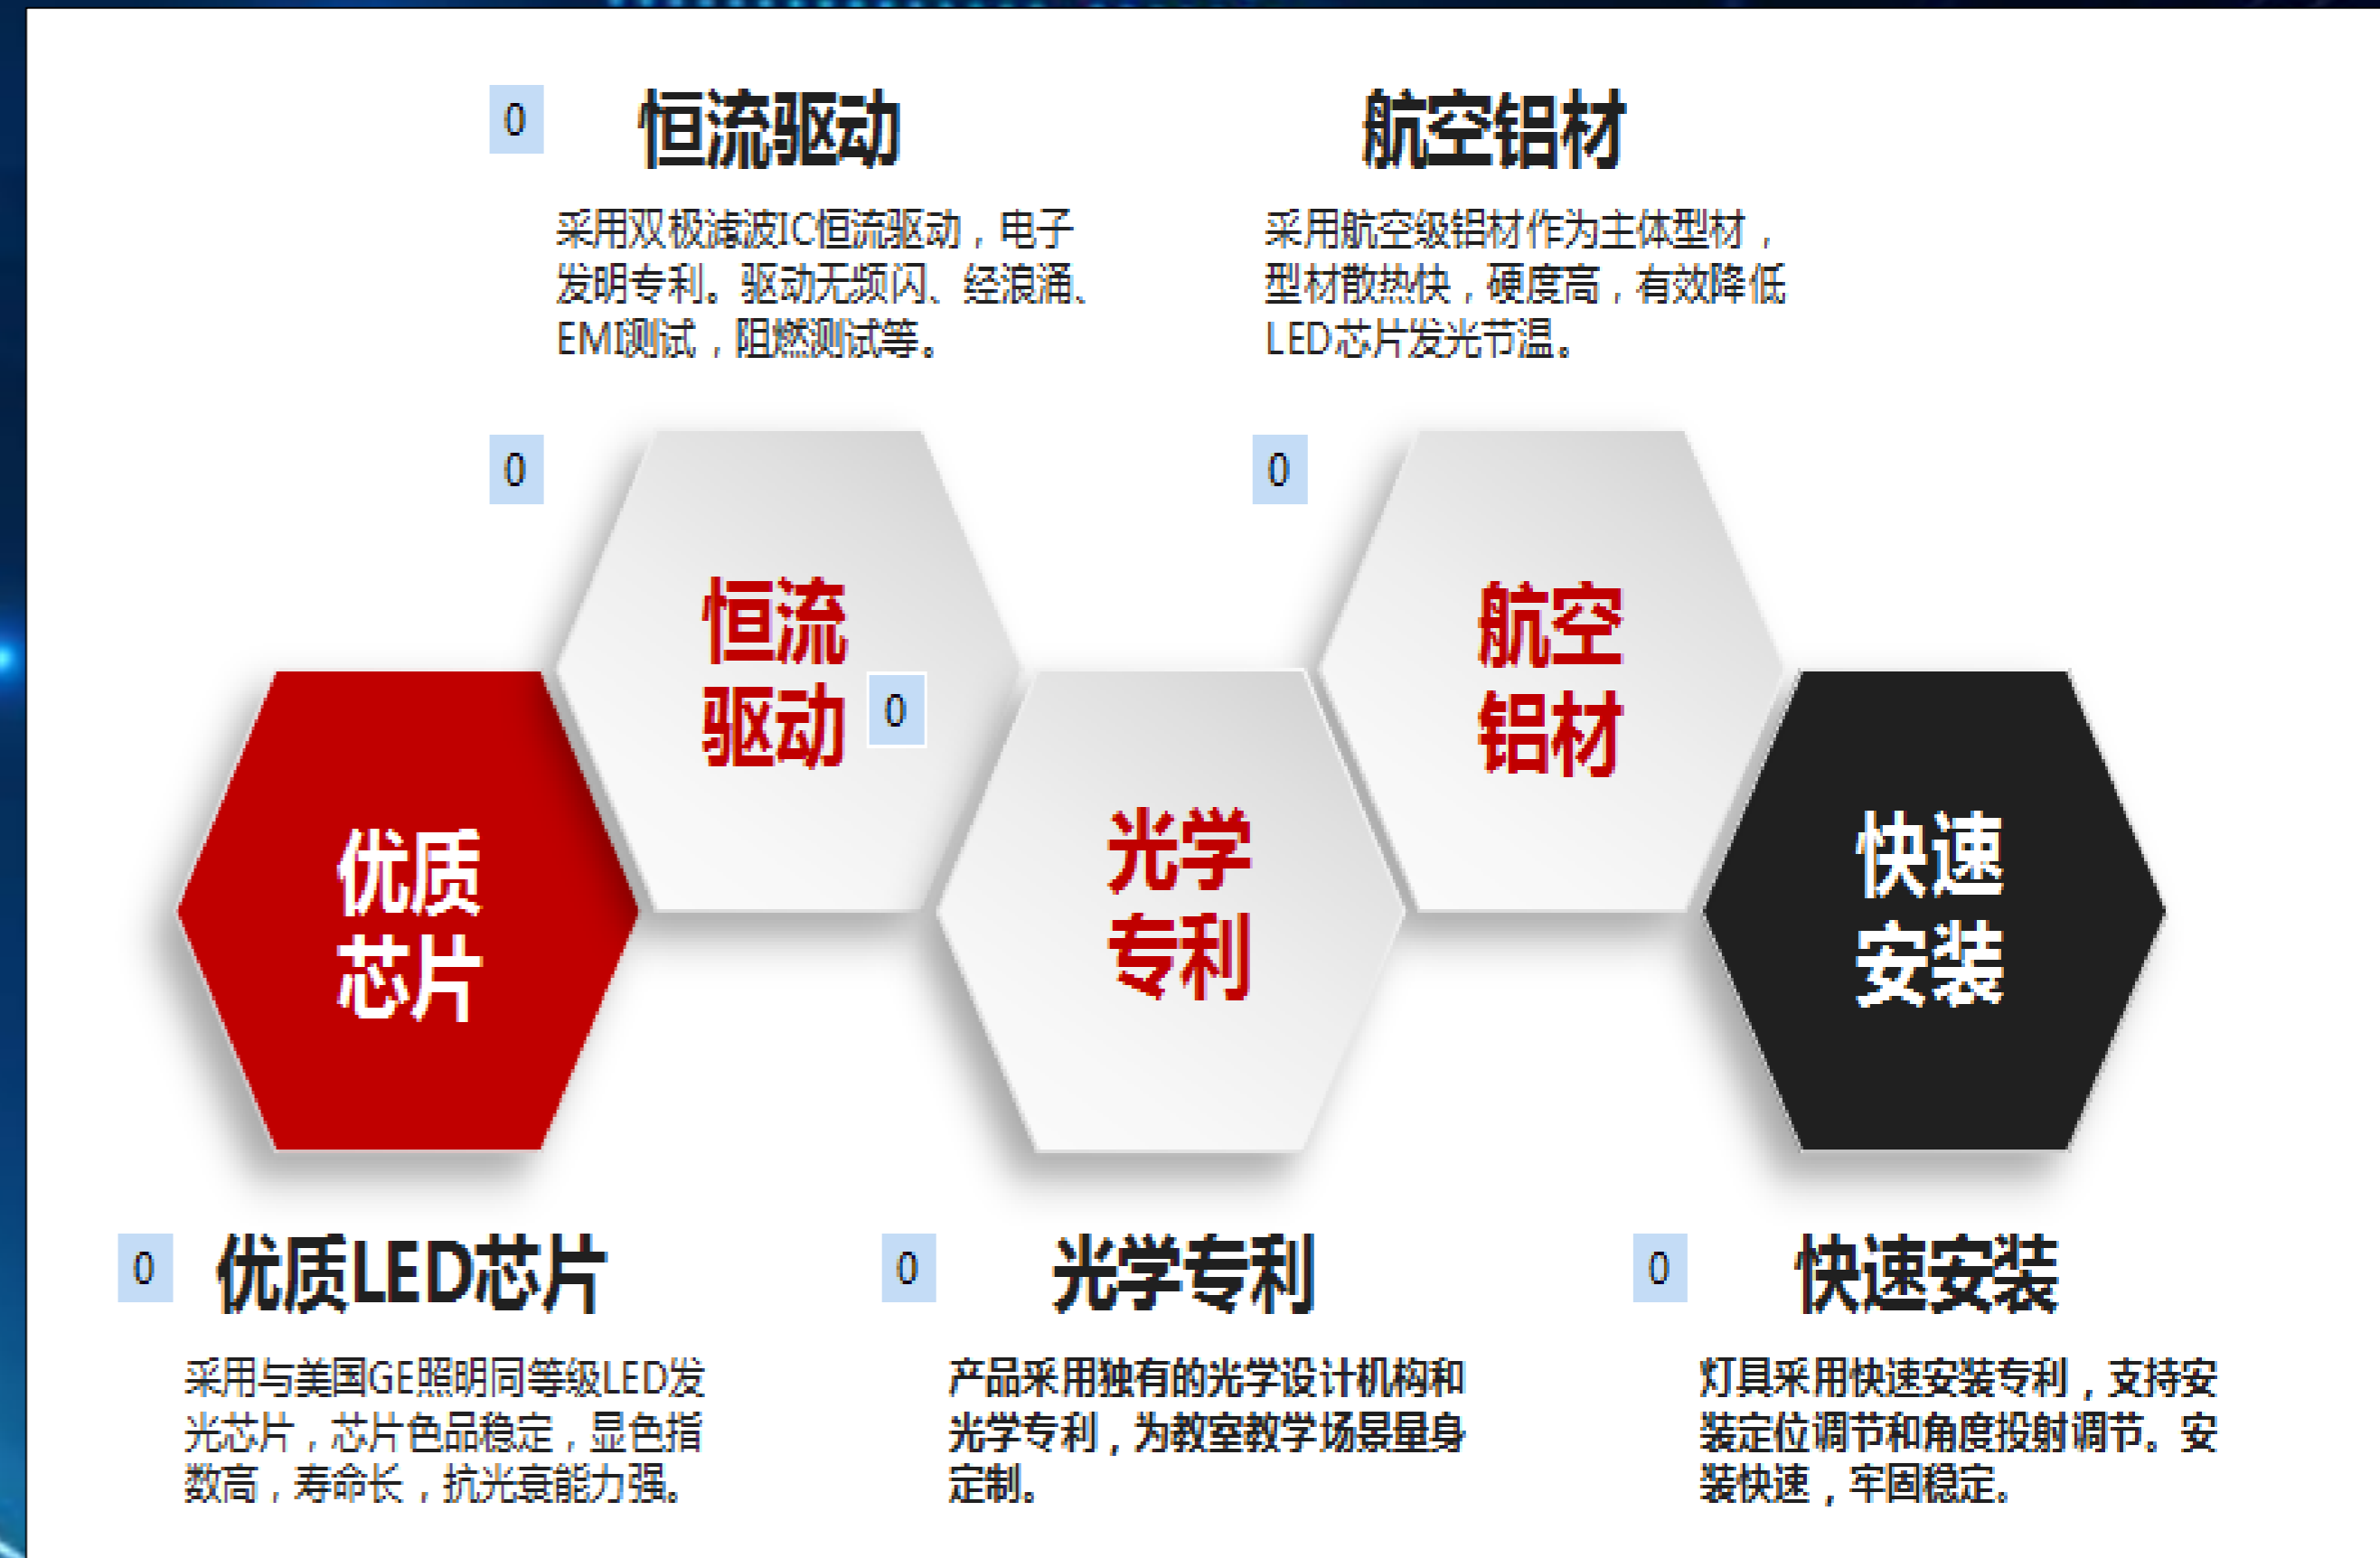 0
恒流驱动
采用双极滤波IC恒流驱动，电子
发明专利。驱动无频闪、经浪涌、
EMI测试，阻燃测试等。
航空铝材
采用航空级铝材作为主体型材，
型材散热快，硬度高，有效降低
LED芯片发光节温。
0
恒流
驱动
0
0
航空
铝材
优质
芯片
光学
专利
快速
安装
0
优质LED芯片
采用与美国GE照明同等级LED发
光芯片，芯片色品稳定，显色指
数高，寿命长，抗光衰能力强。
0
光学专利
产品采用独有的光学设计机构和
光学专利，为教室教学场景量身
定制。
0
快速安装
灯具采用快速安装专利，支持安
装定位调节和角度投射调节。安
装快速，牢固稳定。